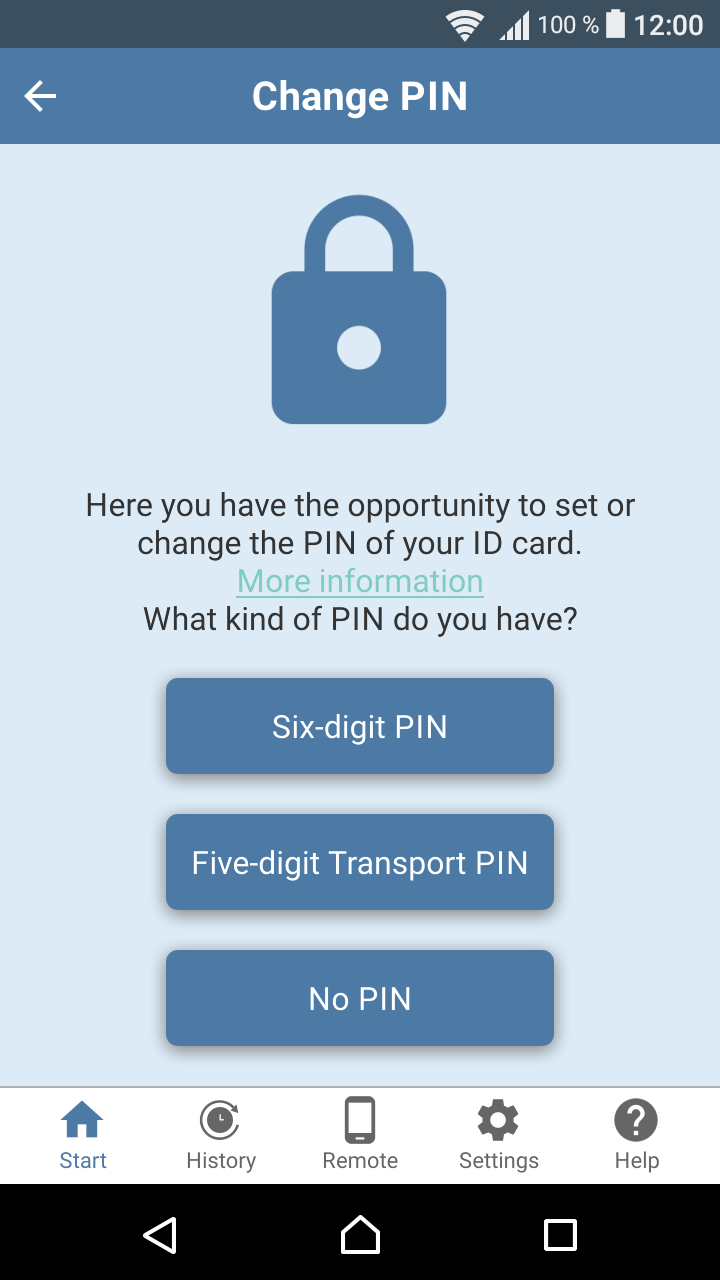 100 % 12:00
Change PIN
Here you have the opportunity to set or
change the PIN of your ID card.
More information
What kind of PIN do you have?
Six-digit PIN
Five-digit Transport PIN
No PIN
Start History Remote Settings Help